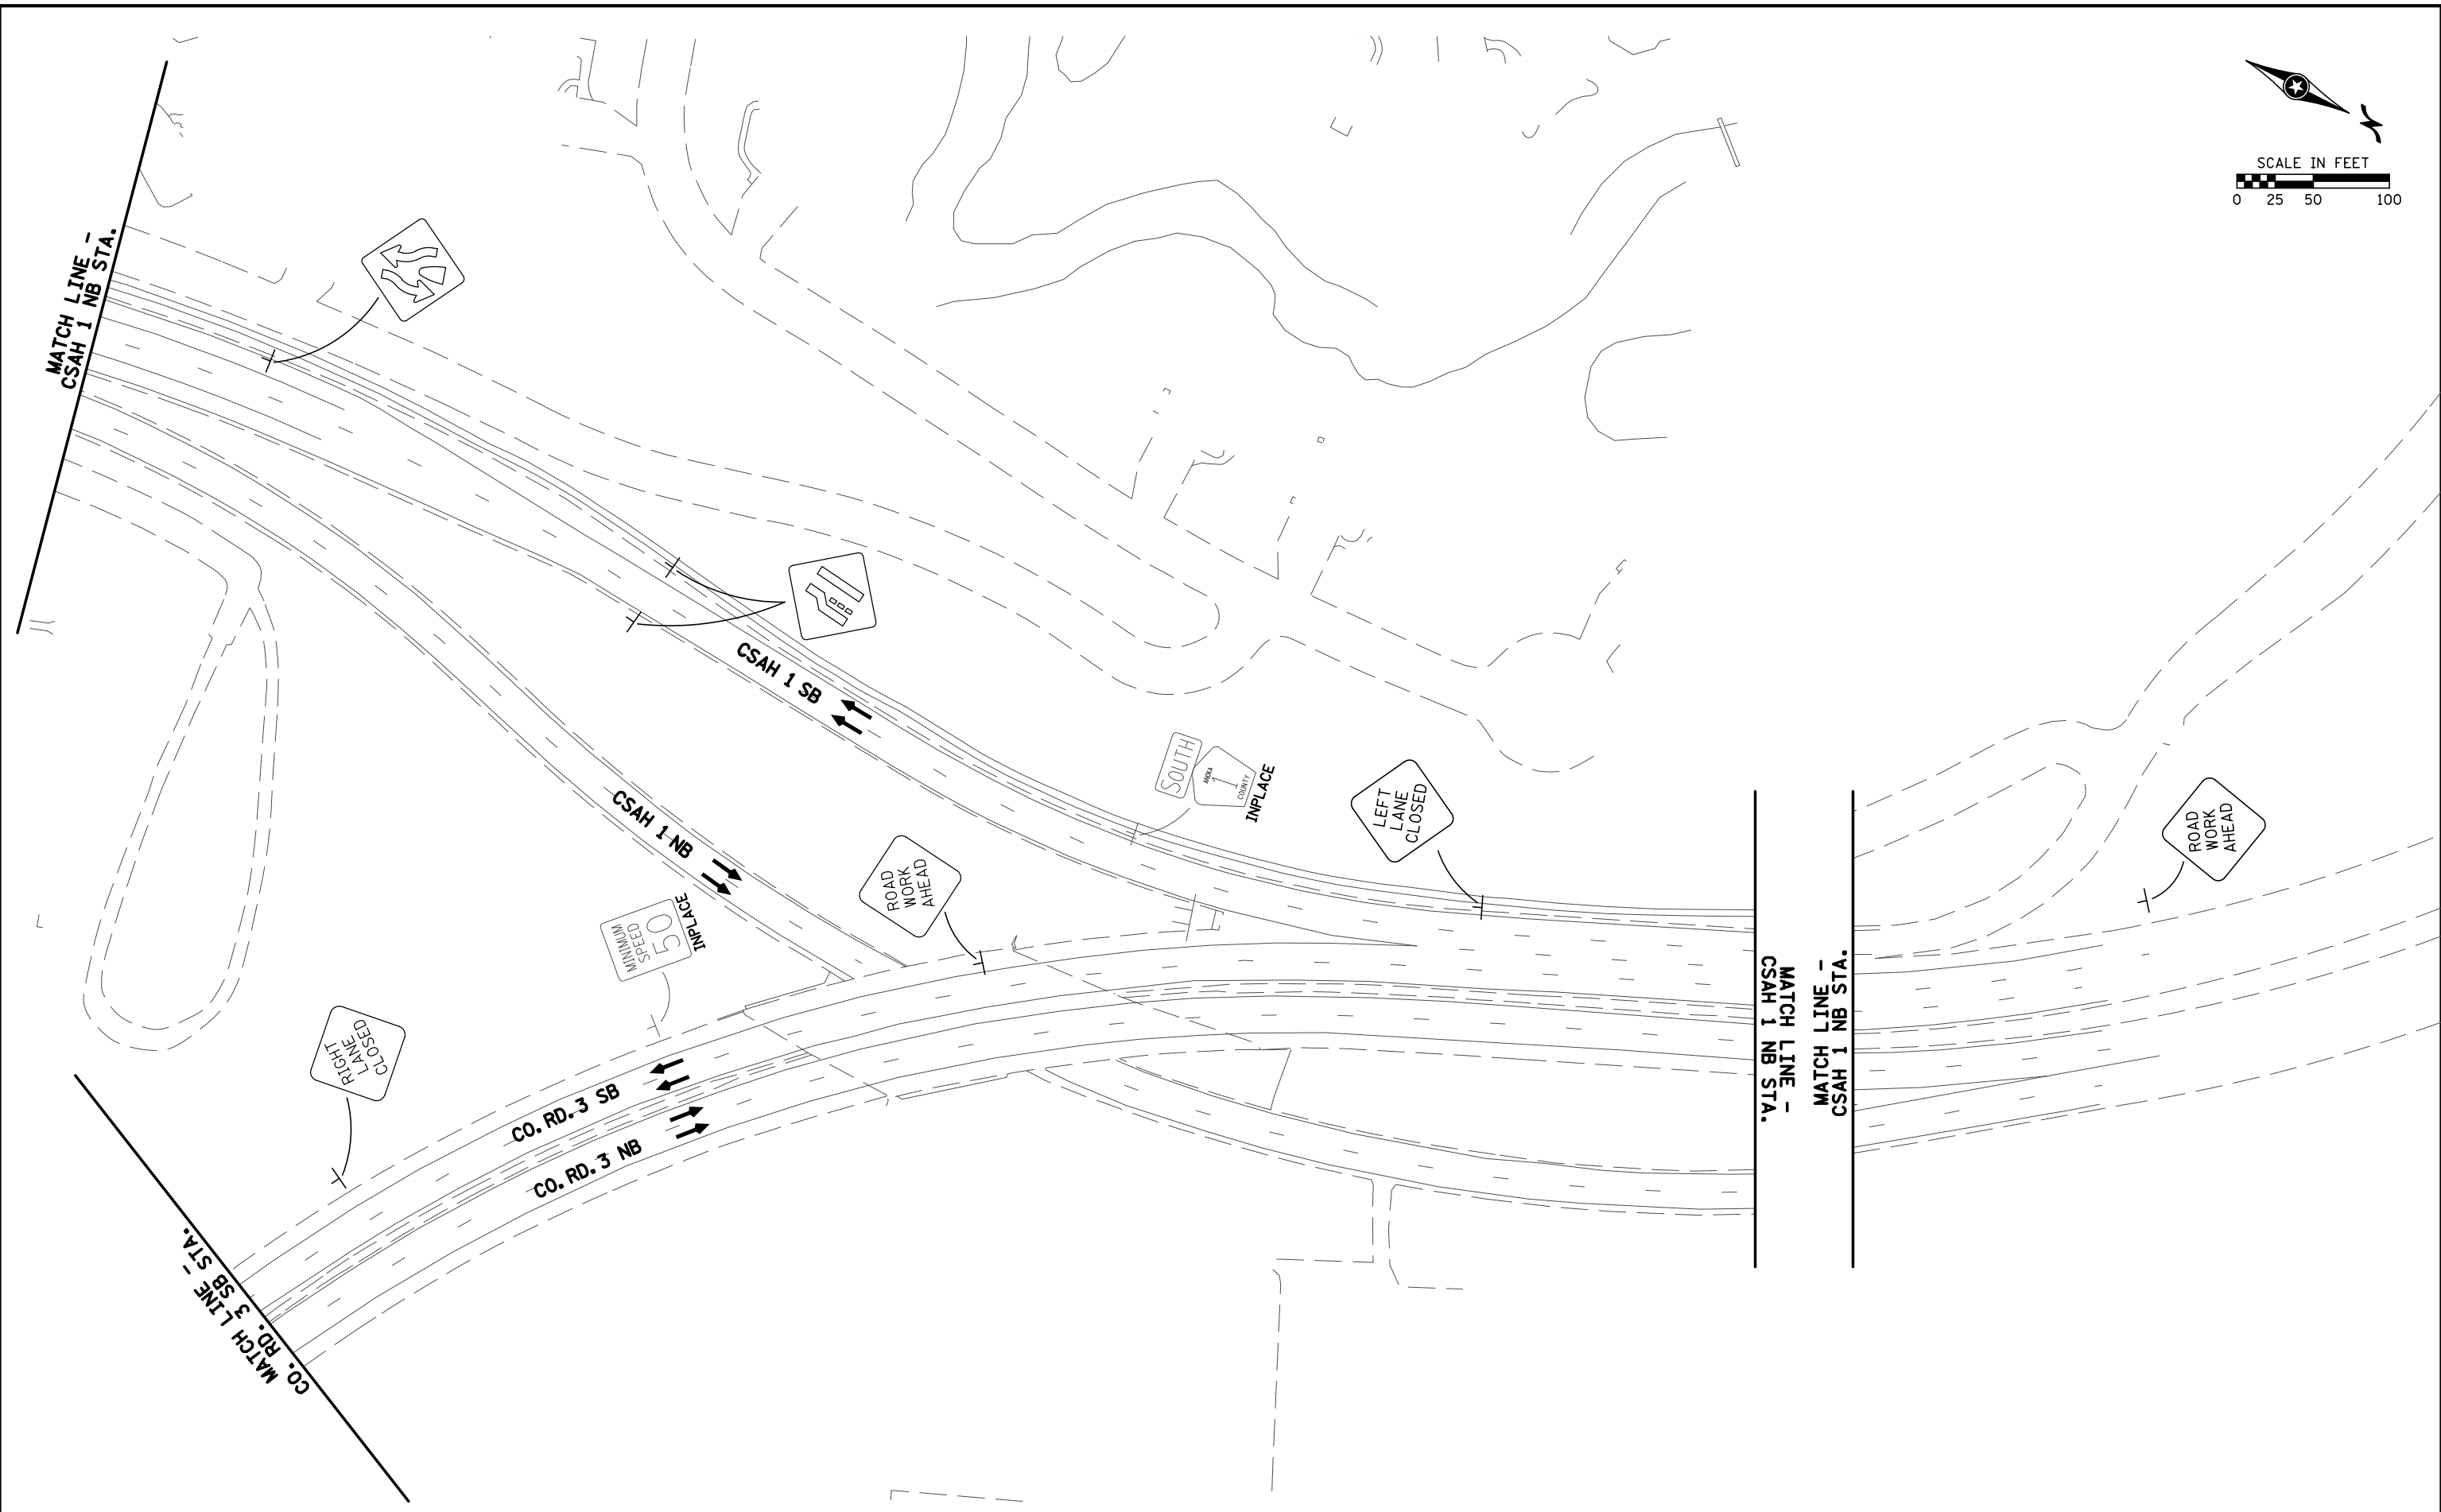 SCALE IN FEET
0 25 50 100
MATCH LINE -
CSAH 1 NB STA.
CSAH 1 SB
SOUTH
ANOKA
1
COUNTY
INPLACE
LEFT
LANE
CLOSED
ROAD
WORK
AHEAD
CSAH 1 NB
ROAD
WORK
AHEAD
MINIMUM
SPEED
50
INPLACE
MATCH LINE -
CSAH 1 NB STA.
MATCH LINE -
CSAH 1 NB STA.
RIGHT
LANE
CLOSED
CO. RD. 3 SB
CO. RD. 3 NB
MATCH LINE -
CO. RD. 3 SB STA.